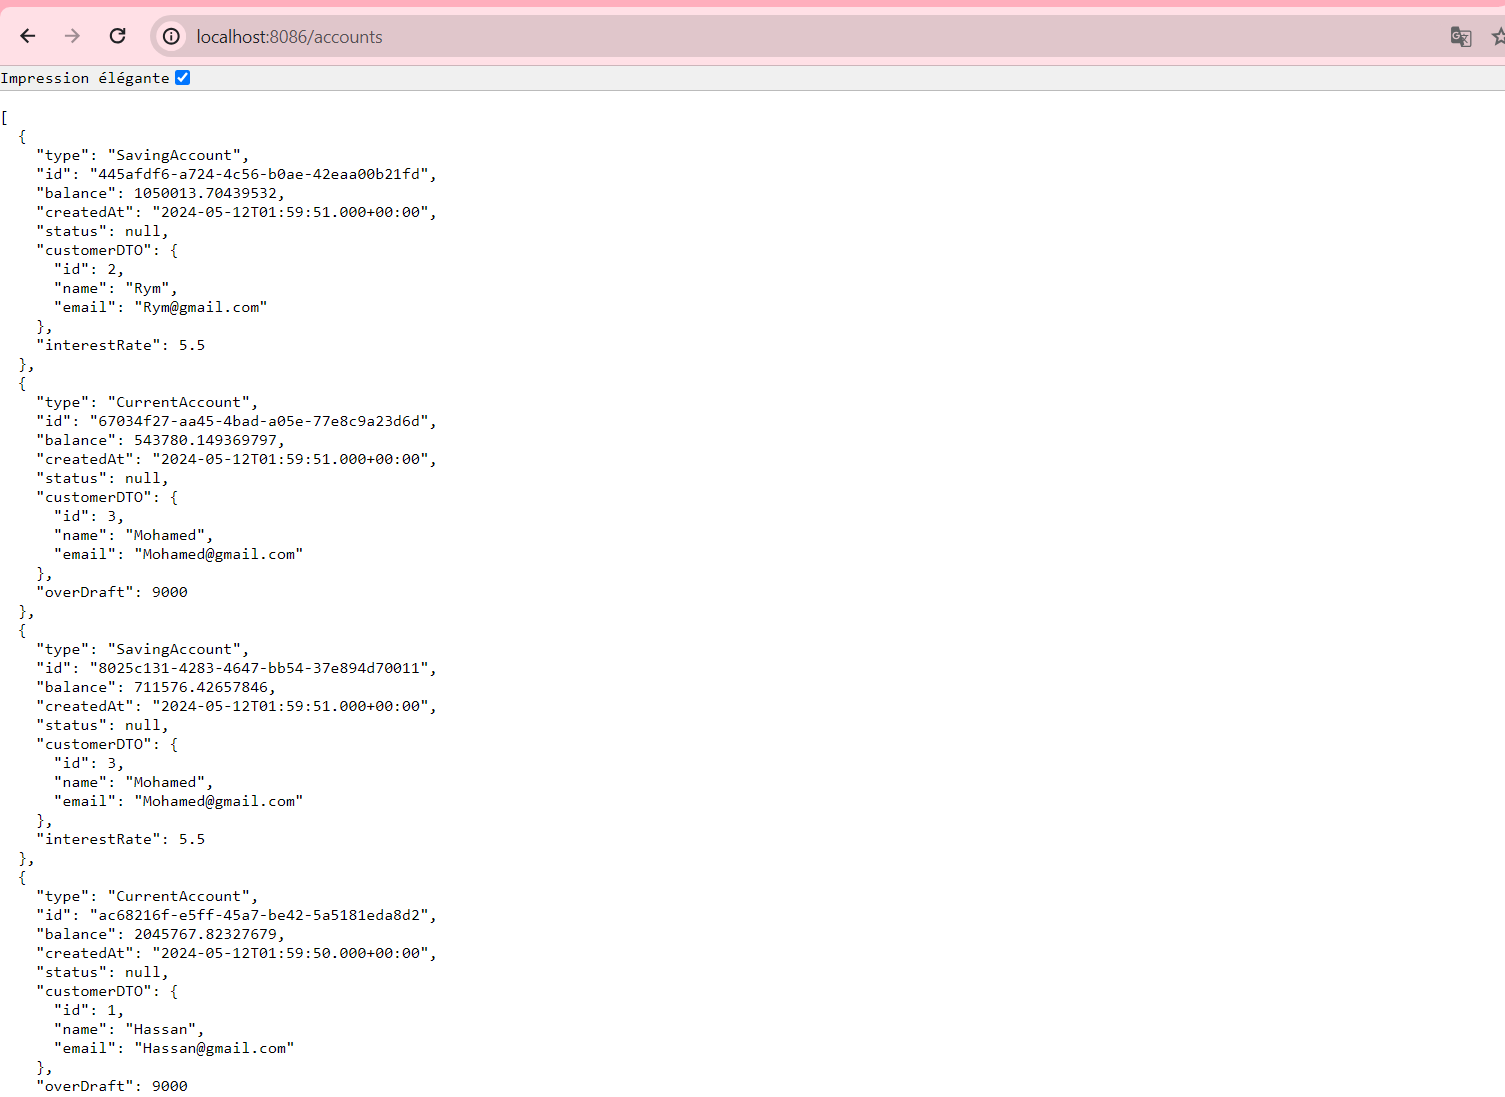 localhost:8086/accounts
Impression élégante
[
  {
    "type": "SavingAccount",
    "id": "445afdf6-a724-4c56-b0ae-42eaa00b21fd",
    "balance": 1050013.70439532,
    "createdAt": "2024-05-12T01:59:51.000+00:00",
    "status": null,
    "customerDTO": {
      "id": 2,
      "name": "Rym",
      "email": "Rym@gmail.com"
    },
    "interestRate": 5.5
  },
  {
    "type": "CurrentAccount",
    "id": "67034f27-aa45-4bad-a05e-77e8c9a23d6d",
    "balance": 543780.149369797,
    "createdAt": "2024-05-12T01:59:51.000+00:00",
    "status": null,
    "customerDTO": {
      "id": 3,
      "name": "Mohamed",
      "email": "Mohamed@gmail.com"
    },
    "overDraft": 9000
  },
  {
    "type": "SavingAccount",
    "id": "8025c131-4283-4647-bb54-37e894d70011",
    "balance": 711576.42657846,
    "createdAt": "2024-05-12T01:59:51.000+00:00",
    "status": null,
    "customerDTO": {
      "id": 3,
      "name": "Mohamed",
      "email": "Mohamed@gmail.com"
    },
    "interestRate": 5.5
  },
  {
    "type": "CurrentAccount",
    "id": "ac68216f-e5ff-45a7-be42-5a5181eda8d2",
    "balance": 2045767.82327679,
    "createdAt": "2024-05-12T01:59:50.000+00:00",
    "status": null,
    "customerDTO": {
      "id": 1,
      "name": "Hassan",
      "email": "Hassan@gmail.com"
    },
    "overDraft": 9000